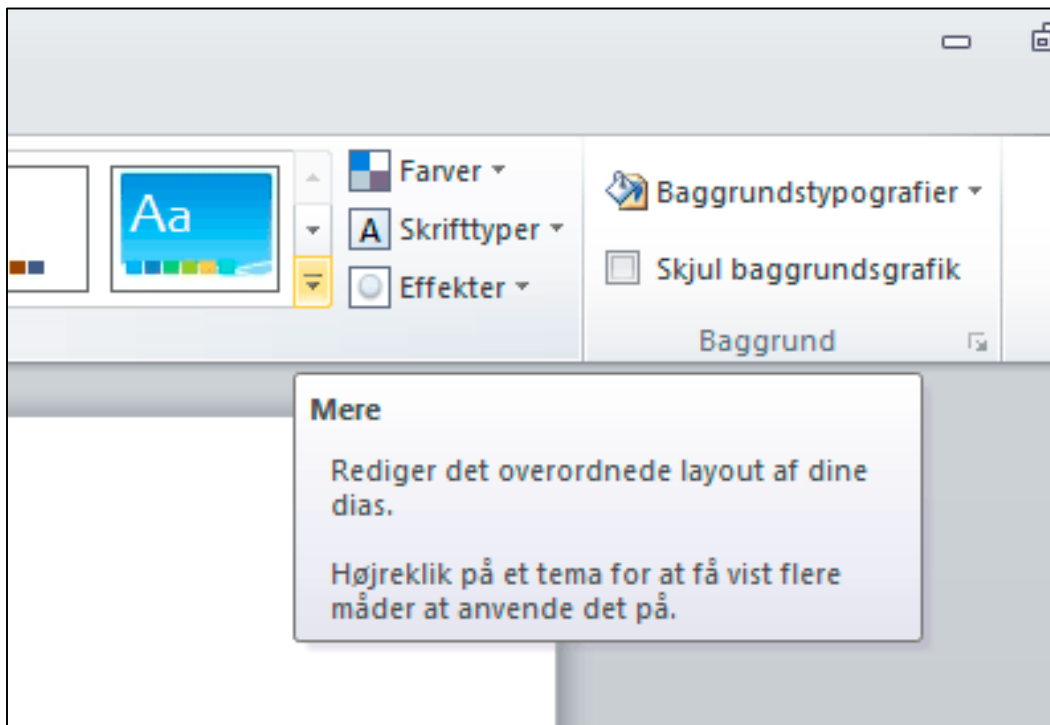 Aa
Farver
A Skrifttyper
Effekter
Baggrundstypografier
Skjul baggrundsgrafik
Baggrund
Mere
Rediger det overordnede layout af dine
dias.
Højreklik på et tema for at få vist flere
måder at anvende det på.